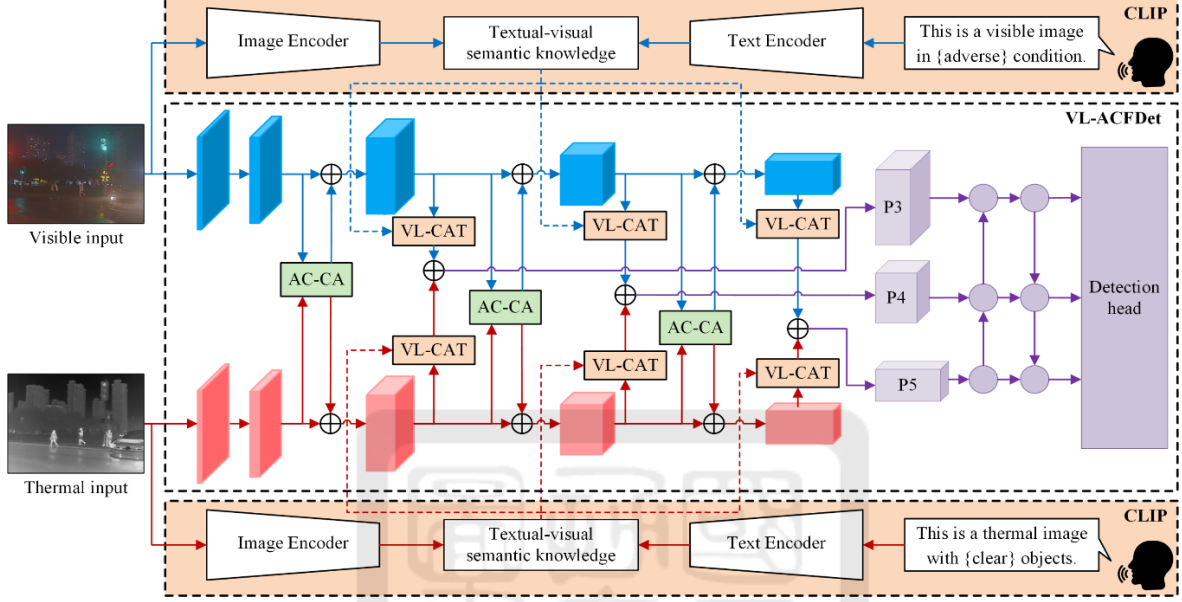 CLIP
Image Encoder
Textual-visual
semantic knowledge
Text Encoder
This is a visible image
in {adverse} condition.
VL-ACFDet
Visible input
VL-CAT
VL-CAT
VL-CAT
P3
AC-CA
AC-CA
AC-CA
P4
Detection
head
VL-CAT
VL-CAT
VL-CAT
P5
Thermal input
CLIP
Image Encoder
Textual-visual
semantic knowledge
Text Encoder
This is a thermal image
with {clear} objects.